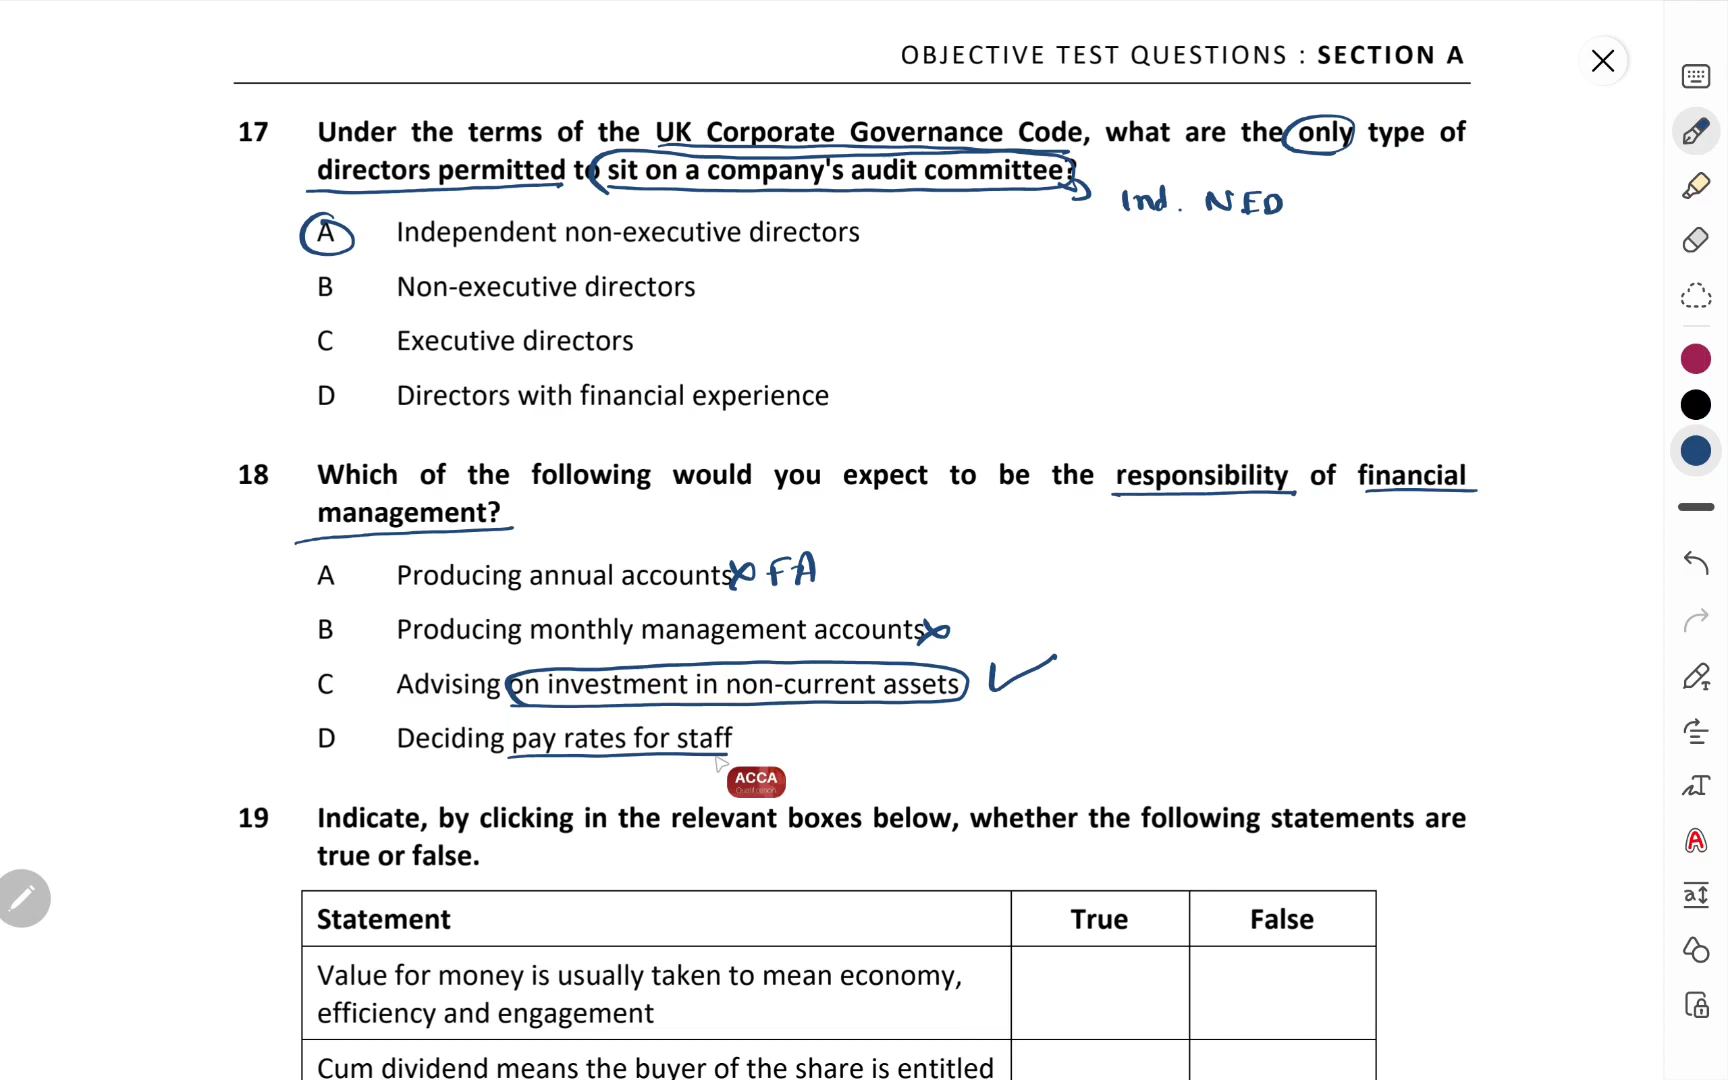 OBJECTIVE TEST QUESTIONS : SECTION A
17 Under the terms of the UK Corporate Governance Code, what are the only type of
directors permitted to sit on a company's audit committee?
Ind. NED
A Independent non-executive directors
B Non-executive directors
C Executive directors
D Directors with financial experience
18 Which of the following would you expect to be the responsibility of financial
management?
A Producing annual accounts x FA
B Producing monthly management accounts x
C Advising on investment in non-current assets ✓
D Deciding pay rates for staff
ACCA
Qualification
19 Indicate, by clicking in the relevant boxes below, whether the following statements are
true or false.
Statement True False
Value for money is usually taken to mean economy,
efficiency and engagement
Cum dividend means the buyer of the share is entitled